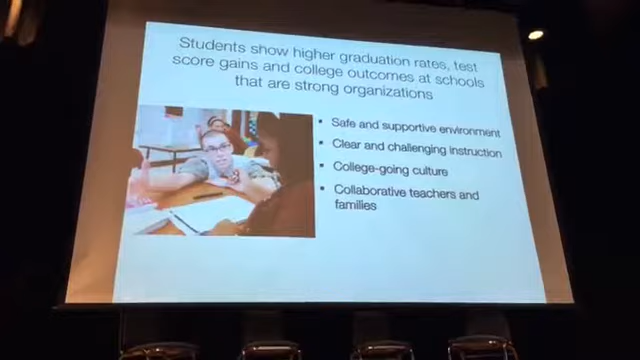 Students show higher graduation rates, test
score gains and college outcomes at schools
that are strong organizations
▪ Safe and supportive environment
▪ Clear and challenging instruction
▪ College-going culture
▪ Collaborative teachers and
families